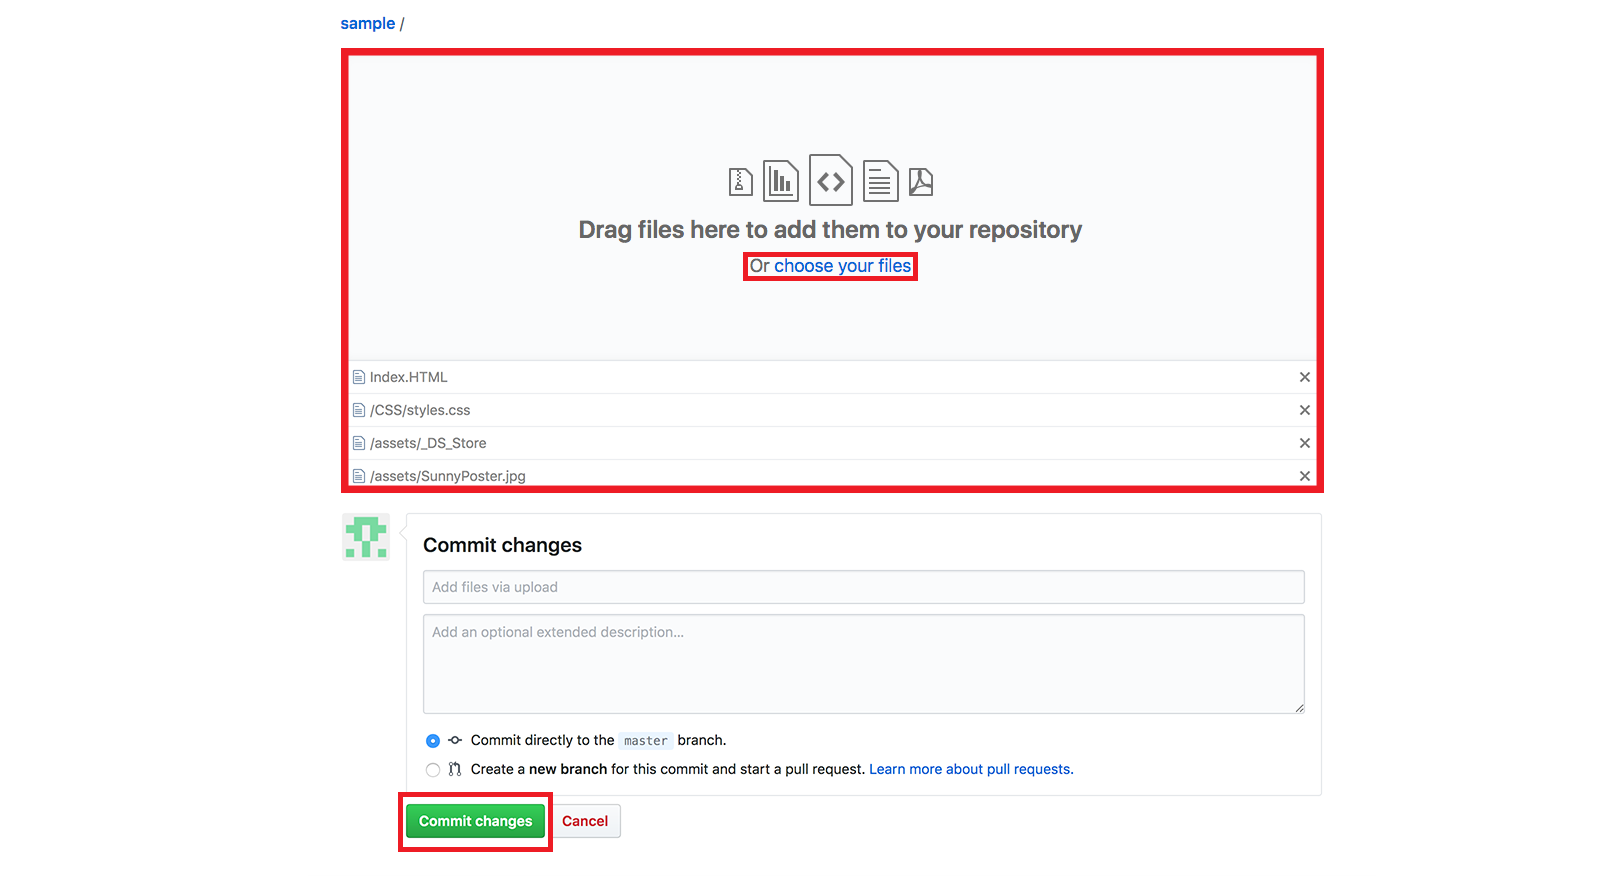 sample /
Drag files here to add them to your repository
Or choose your files
Index.HTML
/CSS/styles.css
/assets/_DS_Store
/assets/SunnyPoster.jpg
Commit changes
Add files via upload
Add an optional extended description...
Commit directly to the master branch.
Create a new branch for this commit and start a pull request. Learn more about pull requests.
Commit changes Cancel